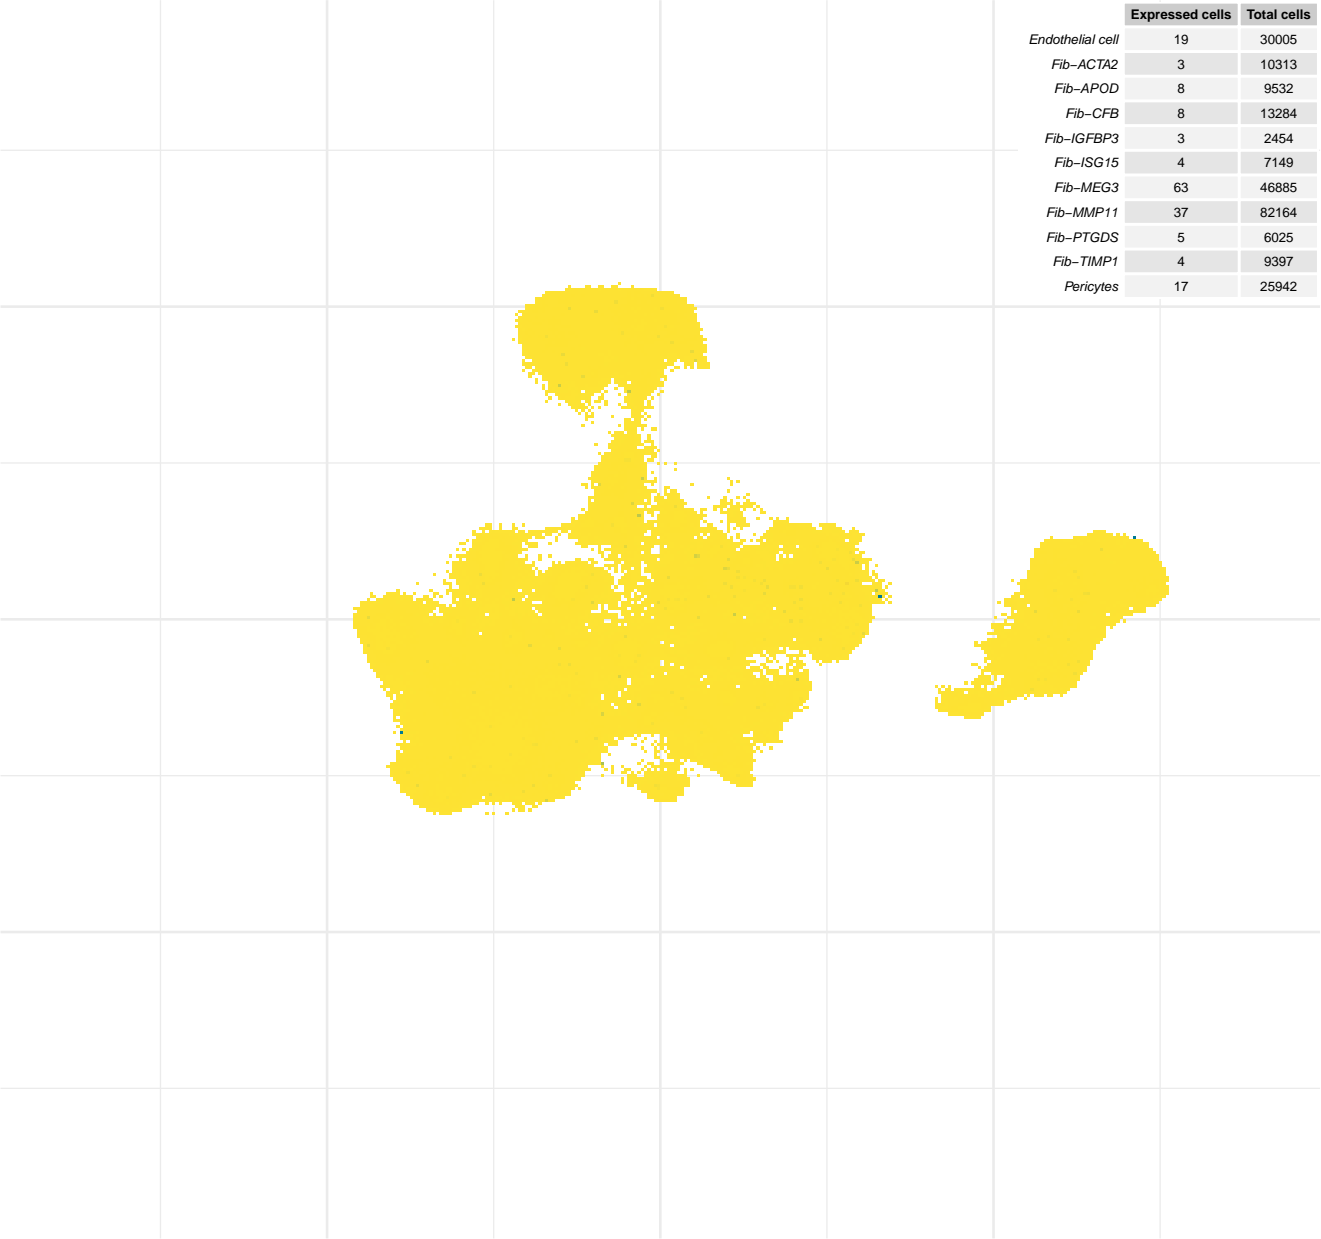 Expressed cells Total cells
Endothelial cell 19 30005
Fib−ACTA2 3 10313
Fib−APOD 8 9532
Fib−CFB 8 13284
Fib−IGFBP3 3 2454
Fib−ISG15 4 7149
Fib−MEG3 63 46885
Fib−MMP11 37 82164
Fib−PTGDS 5 6025
Fib−TIMP1 4 9397
Pericytes 17 25942